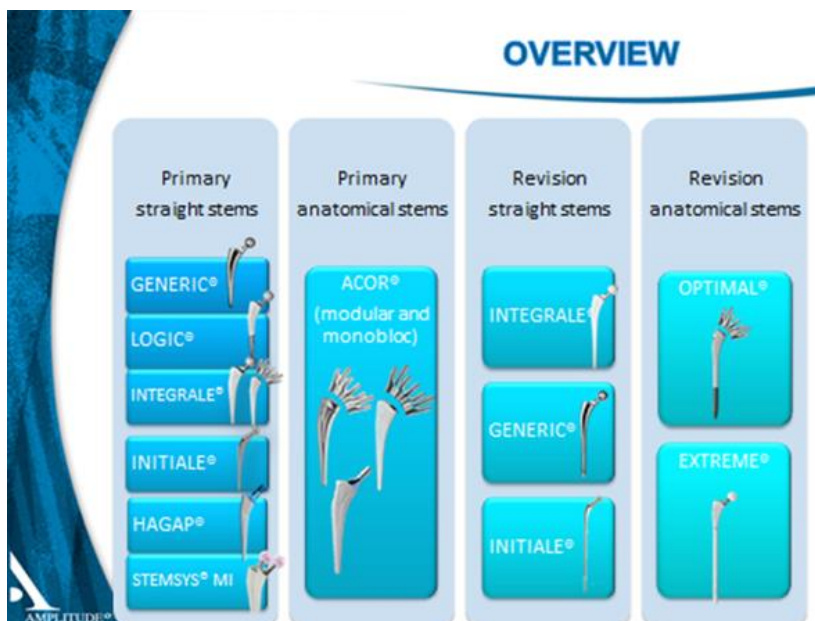 OVERVIEW
Primary
straight stems
GENERIC®
LOGIC®
INTEGRALE®
INITIALE®
HAGAP®
STEMSYS® MI
Primary
anatomical stems
ACOR®
(modular and
monobloc)
Revision
straight stems
INTEGRALE®
GENERIC®
INITIALE®
Revision
anatomical stems
OPTIMAL®
EXTREME®
AMPLITUDE®